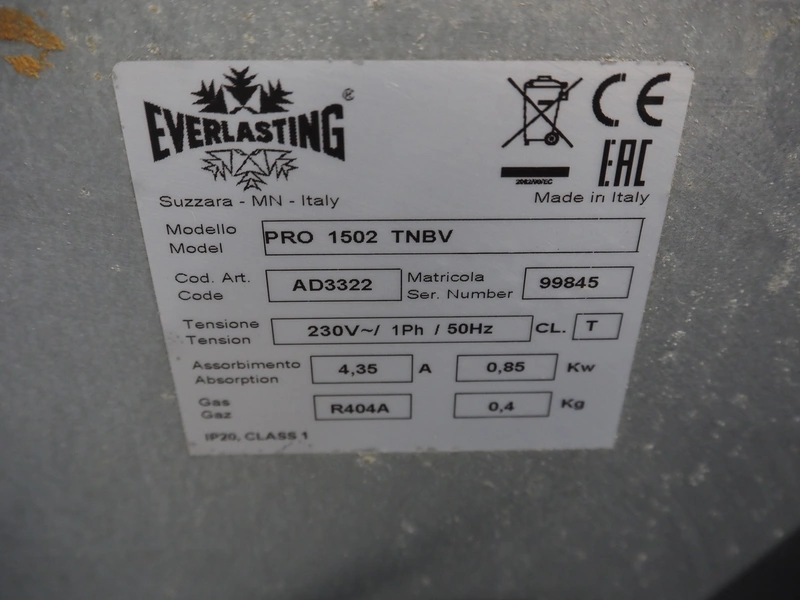 EVERLASTING ®
Suzzara - MN - Italy
CE
EAC
Made in Italy
Modello
Model
PRO 1502 TNBV
Cod. Art.
Code
AD3322
Matricola
Ser. Number
99845
Tensione
Tension
230V~/ 1Ph / 50Hz
CL.
T
Assorbimento
Absorption
4,35 A
0,85 Kw
Gas
Gaz
R404A
0,4 Kg
IP20, CLASS 1